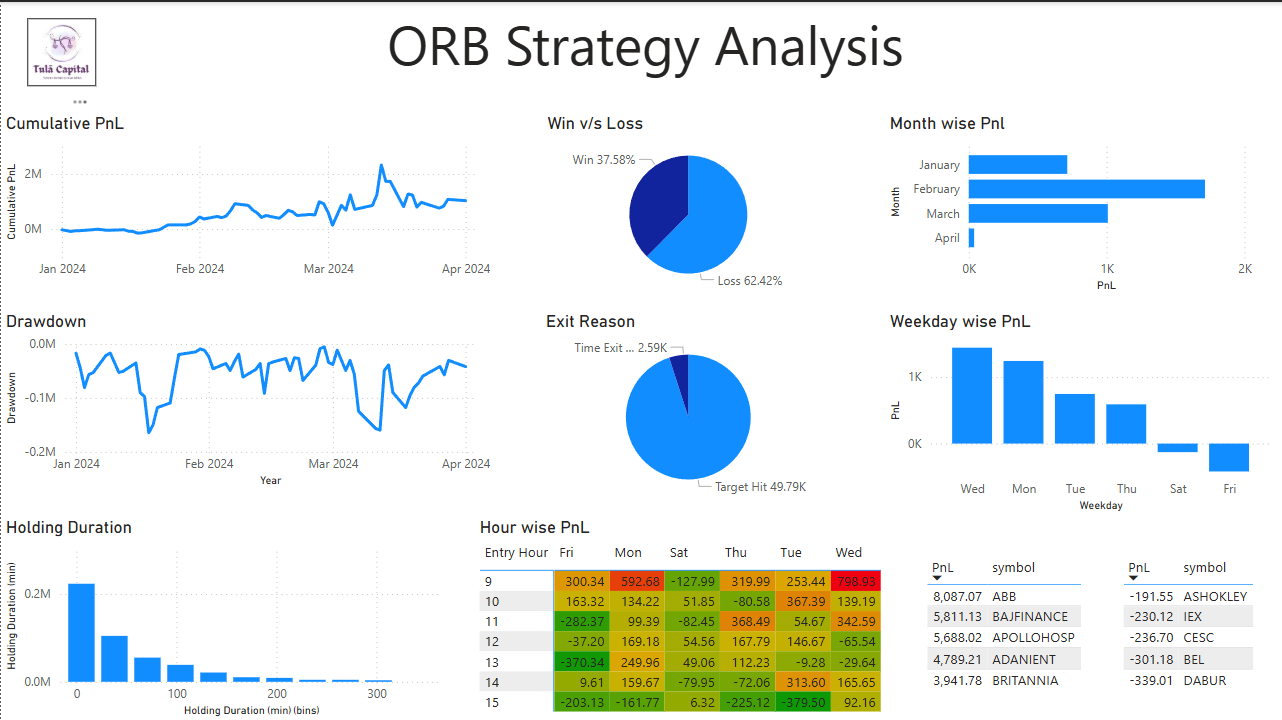 ORB Strategy Analysis
Tulā Capital
Cumulative PnL
Cumulative PnL
2M
0M
Jan 2024 Feb 2024 Mar 2024 Apr 2024
Win v/s Loss
Win 37.58%
Loss 62.42%
Month wise Pnl
Month
January
February
March
April
0K 1K 2K
PnL
Drawdown
Drawdown
0.0M
-0.1M
-0.2M
Jan 2024 Feb 2024 Mar 2024 Apr 2024
Year
Exit Reason
Time Exit ... 2.59K
Target Hit 49.79K
Weekday wise PnL
PnL
1K
0K
Wed Mon Tue Thu Sat Fri
Weekday
Holding Duration
Holding Duration (min)
0.2M
0.0M
0 100 200 300
Holding Duration (min) (bins)
Hour wise PnL
Entry Hour Fri Mon Sat Thu Tue Wed
9 300.34 592.68 -127.99 319.99 253.44 798.93
10 163.32 134.22 51.85 -80.58 367.39 139.19
11 -282.37 99.39 -82.45 368.49 54.67 342.59
12 -37.20 169.18 54.56 167.79 146.67 -65.54
13 -370.34 249.96 49.06 112.23 -9.28 -29.64
14 9.61 159.67 -79.95 -72.06 313.60 165.65
15 -203.13 -161.77 6.32 -225.12 -379.50 92.16
PnL symbol
8,087.07 ABB
5,811.13 BAJFINANCE
5,688.02 APOLLOHOSP
4,789.21 ADANIENT
3,941.78 BRITANNIA
PnL symbol
-191.55 ASHOKLEY
-230.12 IEX
-236.70 CESC
-301.18 BEL
-339.01 DABUR